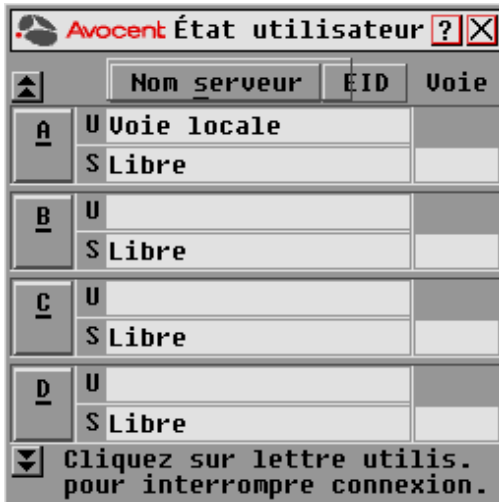 Avocent État utilisateur ? X
Nom serveur EID Voie
A U Voie locale
S Libre
B U
S Libre
C U
S Libre
D U
S Libre
Cliquez sur lettre utilis.
pour interrompre connexion.